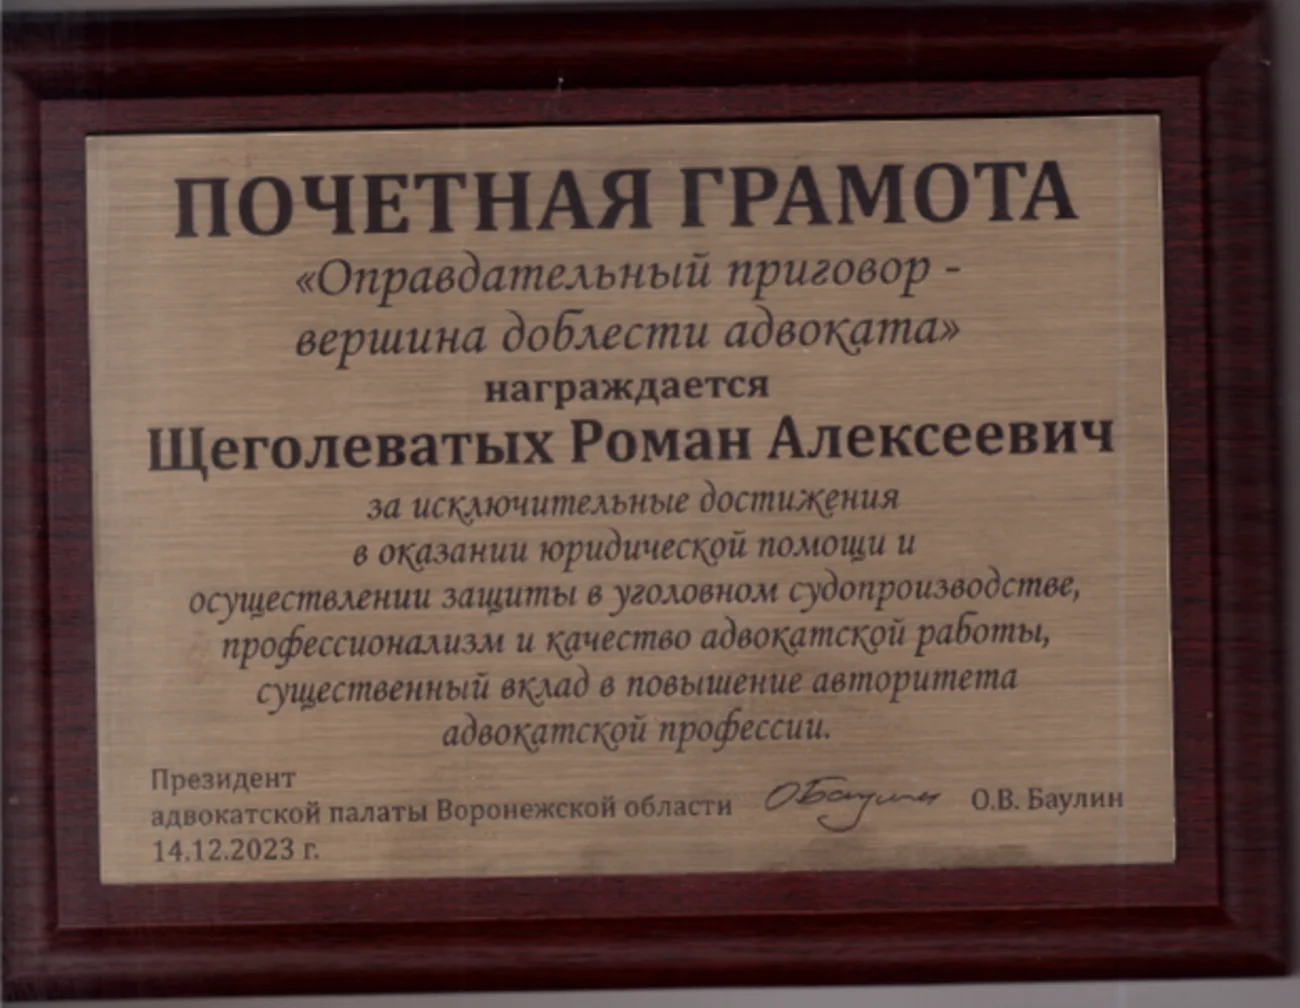 ПОЧЕТНАЯ ГРАМОТА
«Оправдательный приговор -
вершина доблести адвоката»
награждается
Щеголеватых Роман Алексеевич
за исключительные достижения
в оказании юридической помощи и
осуществлении защиты в уголовном судопроизводстве,
профессионализм и качество адвокатской работы,
существенный вклад в повышение авторитета
адвокатской профессии.
Президент
адвокатской палаты Воронежской области ОБаулин О.В. Баулин
14.12.2023 г.